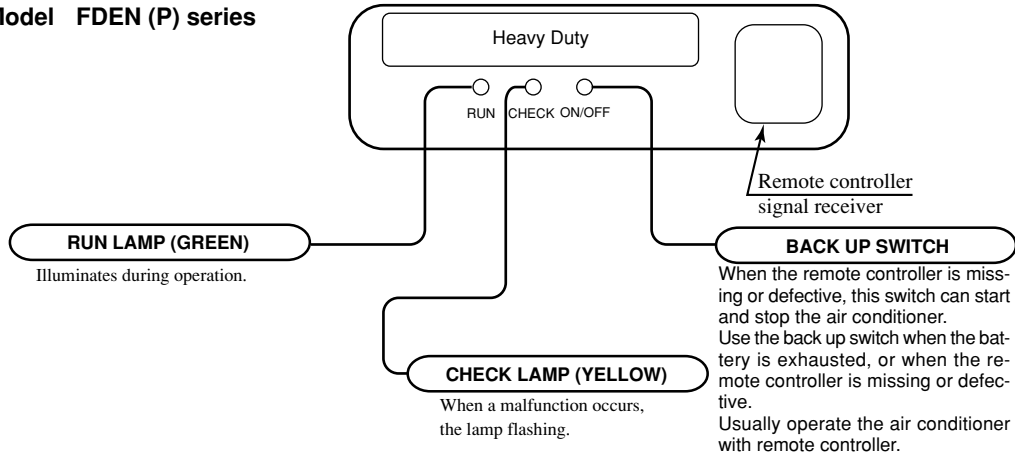 Model FDEN (P) series
Heavy Duty
RUN CHECK ON/OFF
Remote controller
signal receiver
RUN LAMP (GREEN)
Illuminates during operation.
BACK UP SWITCH
When the remote controller is miss-
ing or defective, this switch can start
and stop the air conditioner.
Use the back up switch when the bat-
tery is exhausted, or when the re-
mote controller is missing or defec-
tive.
Usually operate the air conditioner
with remote controller.
CHECK LAMP (YELLOW)
When a malfunction occurs,
the lamp flashing.